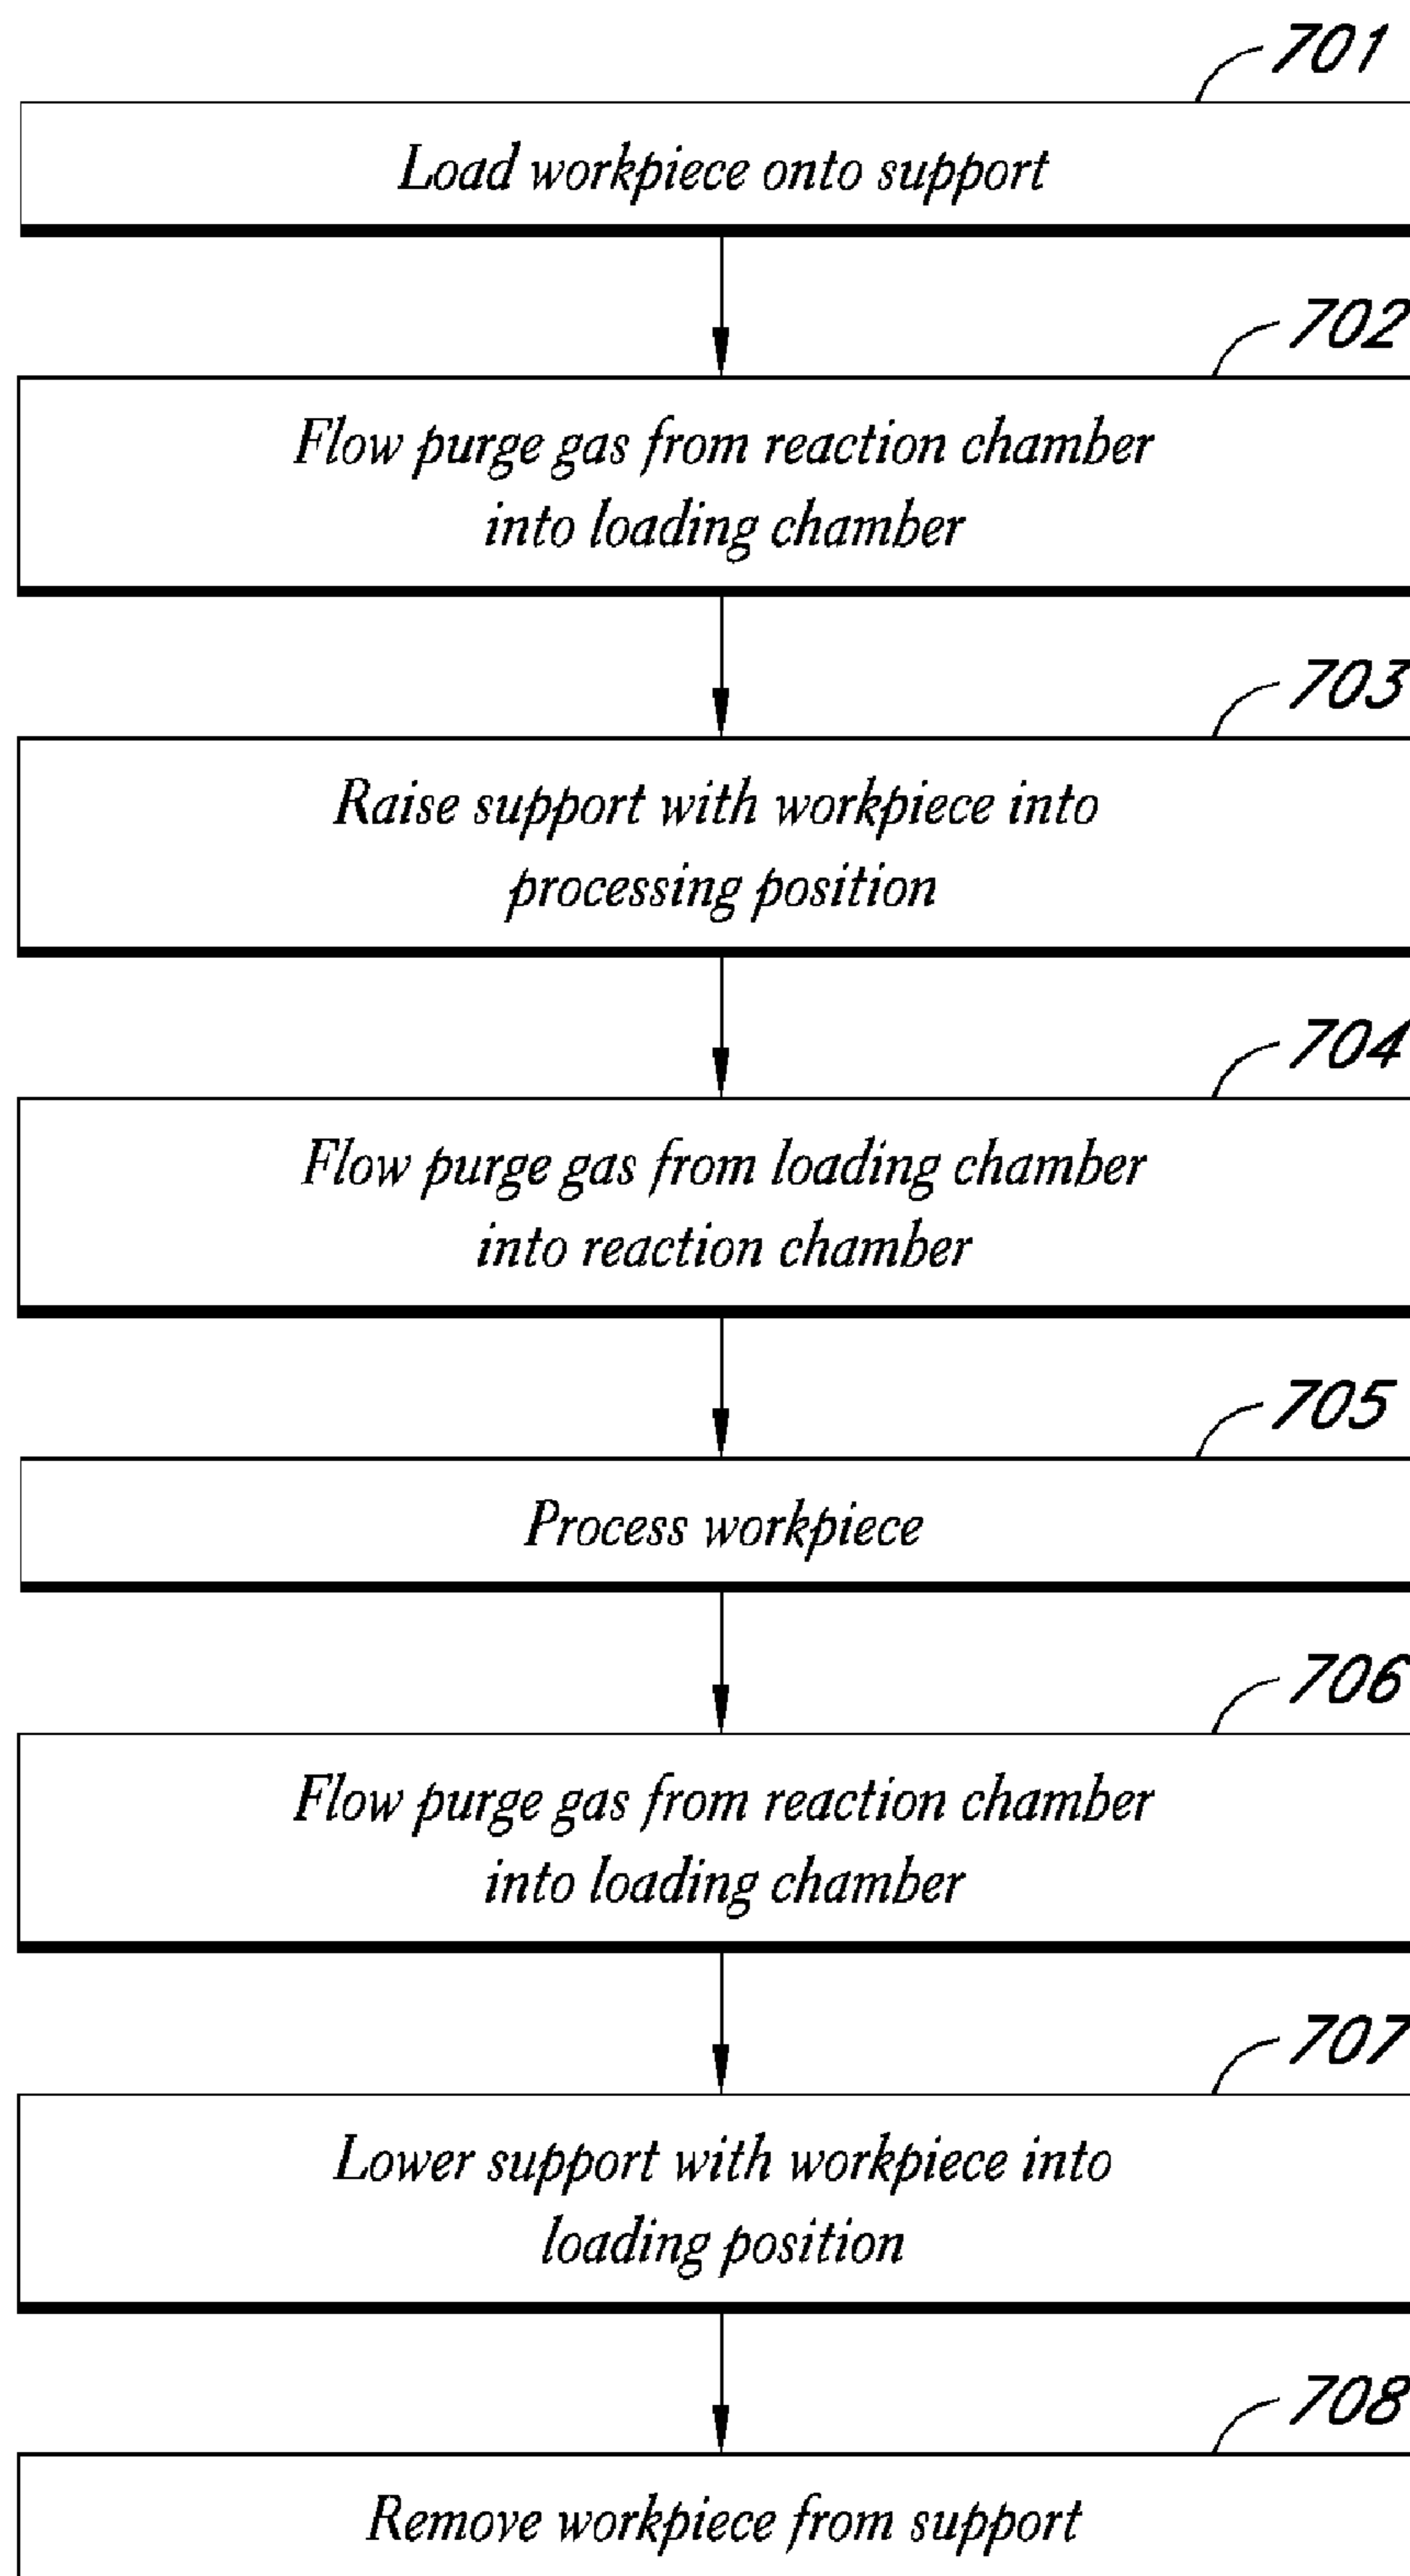 701
Load workpiece onto support
702
Flow purge gas from reaction chamber
into loading chamber
703
Raise support with workpiece into
processing position
704
Flow purge gas from loading chamber
into reaction chamber
705
Process workpiece
706
Flow purge gas from reaction chamber
into loading chamber
707
Lower support with workpiece into
loading position
708
Remove workpiece from support